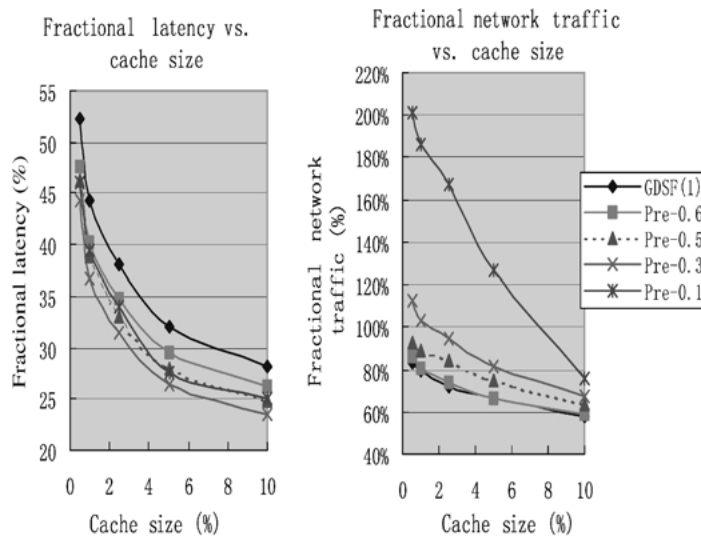 Fractional latency vs.
cache size
55
50
45
40
35
30
25
20
Fractional latency (%)
0 2 4 6 8 10
Cache size (%)
Fractional network traffic
vs. cache size
220%
200%
180%
160%
140%
120%
100%
80%
60%
40%
Fractional network
traffic (%)
0 2 4 6 8 10
Cache size (%)
GDSF(1)
Pre-0.6
Pre-0.5
Pre-0.3
Pre-0.1